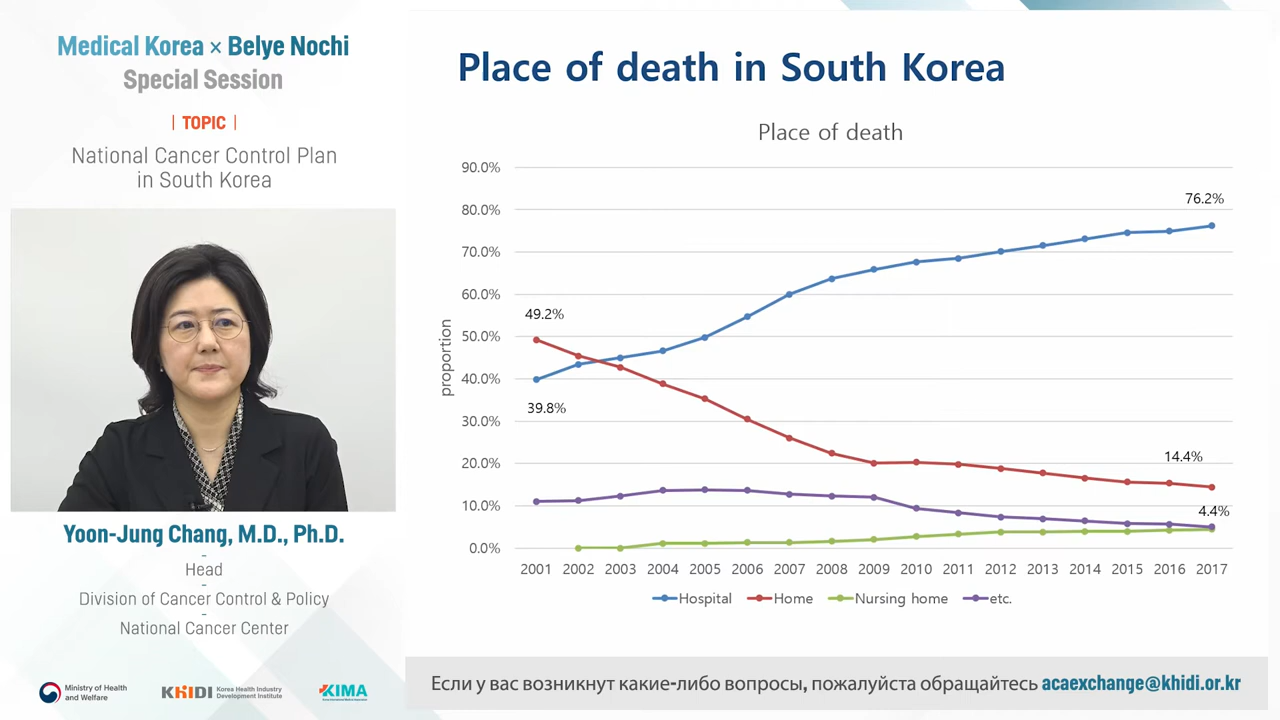 Medical Korea × Belye Nochi
Special Session
| TOPIC |
National Cancer Control Plan
in South Korea
Yoon-Jung Chang, M.D., Ph.D.
-
Head
-
Division of Cancer Control & Policy
-
National Cancer Center
Ministry of Health
and Welfare
KHIDI
Korea Health Industry
Development Institute
KIMA
Place of death in South Korea
Place of death
proportion
90.0%
80.0%
70.0%
60.0%
50.0%
40.0%
30.0%
20.0%
10.0%
0.0%
76.2%
49.2%
39.8%
14.4%
4.4%
2001 2002 2003 2004 2005 2006 2007 2008 2009 2010 2011 2012 2013 2014 2015 2016 2017
Hospital Home Nursing home etc.
Если у вас возникнут какие-либо вопросы, пожалуйста обращайтесь acaexchange@khidi.or.kr